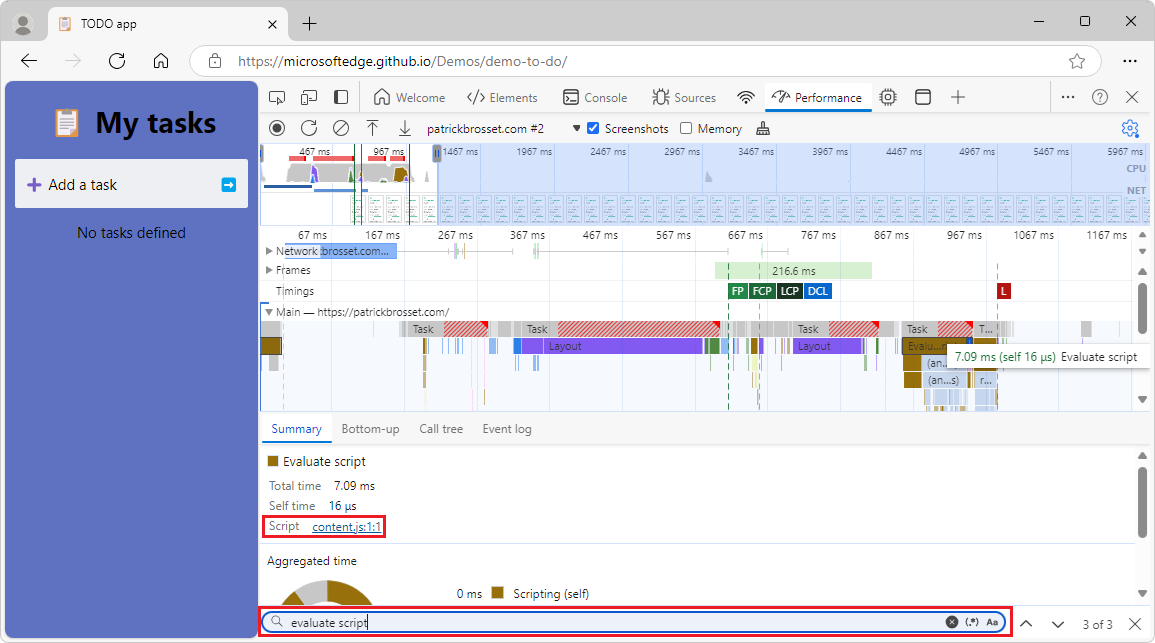 TODO app
https://microsoftedge.github.io/Demos/demo-to-do/
My tasks
Add a task
No tasks defined
Welcome
Elements
Console
Sources
Performance
patrickbrosset.com #2
Screenshots
Memory
467 ms
967 ms
1467 ms
1967 ms
2467 ms
2967 ms
3467 ms
3967 ms
4467 ms
4967 ms
5467 ms
5967 ms
CPU
NET
67 ms
167 ms
267 ms
367 ms
467 ms
567 ms
667 ms
767 ms
867 ms
967 ms
1067 ms
1167 ms
Network
brosset.com...
Frames
216.6 ms
Timings
FP
FCP
LCP
DCL
L
Main — https://patrickbrosset.com/
Task
Task
Task
Task
T...
Layout
Layout
7.09 ms (self 16 µs) Evaluate script
(an...s)
r...
Summary
Bottom-up
Call tree
Event log
Evaluate script
Total time 7.09 ms
Self time 16 µs
Script content.js:1:1
Aggregated time
0 ms Scripting (self)
evaluate script
(.*)
Aa
3 of 3